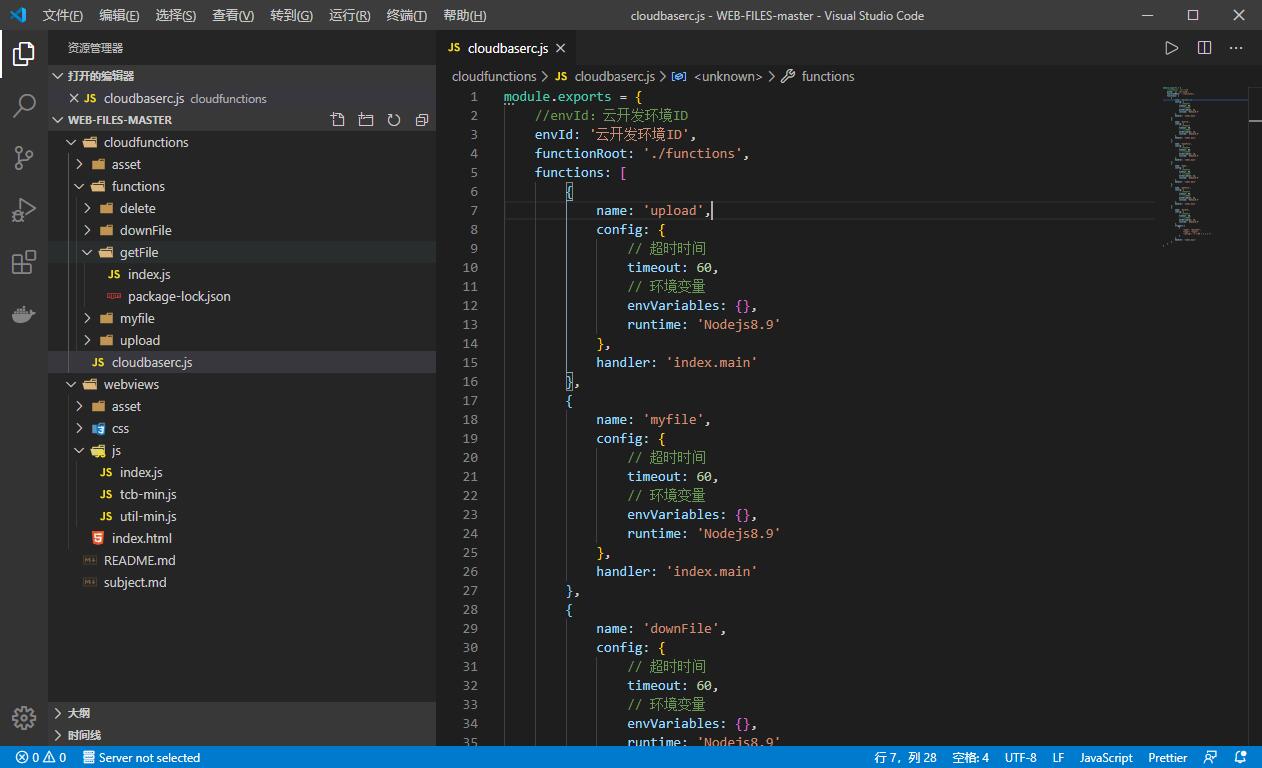 文件(F) 编辑(E) 选择(S) 查看(V) 转到(G) 运行(R) 终端(T) 帮助(H) cloudbaserc.js - WEB-FILES-master - Visual Studio Code
资源管理器
打开的编辑器
JS cloudbaserc.js cloudfunctions
WEB-FILES-MASTER
cloudfunctions
asset
functions
delete
downFile
getFile
JS index.js
package-lock.json
myfile
upload
JS cloudbaserc.js
webviews
asset
css
js
JS index.js
JS tcb-min.js
JS util-min.js
index.html
README.md
subject.md
大纲
时间线
JS cloudbaserc.js
cloudfunctions > JS cloudbaserc.js > <unknown> > functions
1 module.exports = {
2 //envId: 云开发环境ID
3 envId: '云开发环境ID',
4 functionRoot: './functions',
5 functions: [
6 {
7 name: 'upload',
8 config: {
9 // 超时时间
10 timeout: 60,
11 // 环境变量
12 envVariables: {},
13 runtime: 'Nodejs8.9'
14 },
15 handler: 'index.main'
16 },
17 {
18 name: 'myfile',
19 config: {
20 // 超时时间
21 timeout: 60,
22 // 环境变量
23 envVariables: {},
24 runtime: 'Nodejs8.9'
25 },
26 handler: 'index.main'
27 },
28 {
29 name: 'downFile',
30 config: {
31 // 超时时间
32 timeout: 60,
33 // 环境变量
34 envVariables: {},
35 runtime: 'Nodejs8.9'
0 0 Server not selected 行 7，列 28 空格: 4 UTF-8 LF JavaScript Prettier